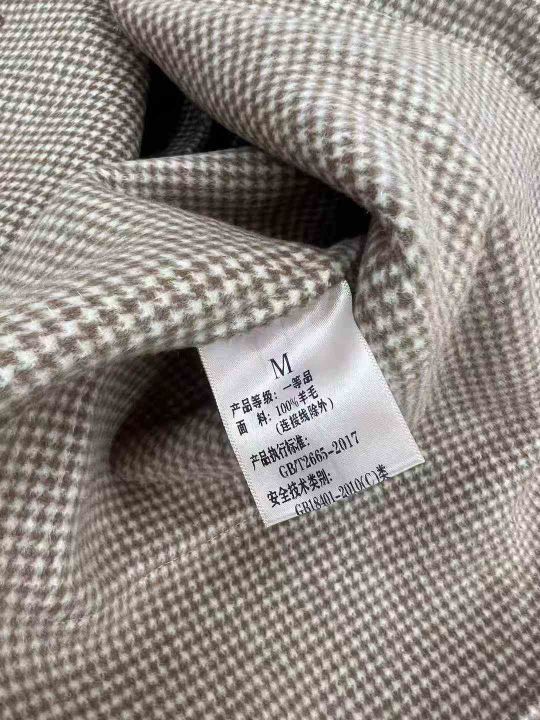 M
产品等级：一等品
面 料：100%羊毛
(连接线除外)
产品执行标准：
GB/T2665-2017
安全技术类别：
GB18401-2010(C)类